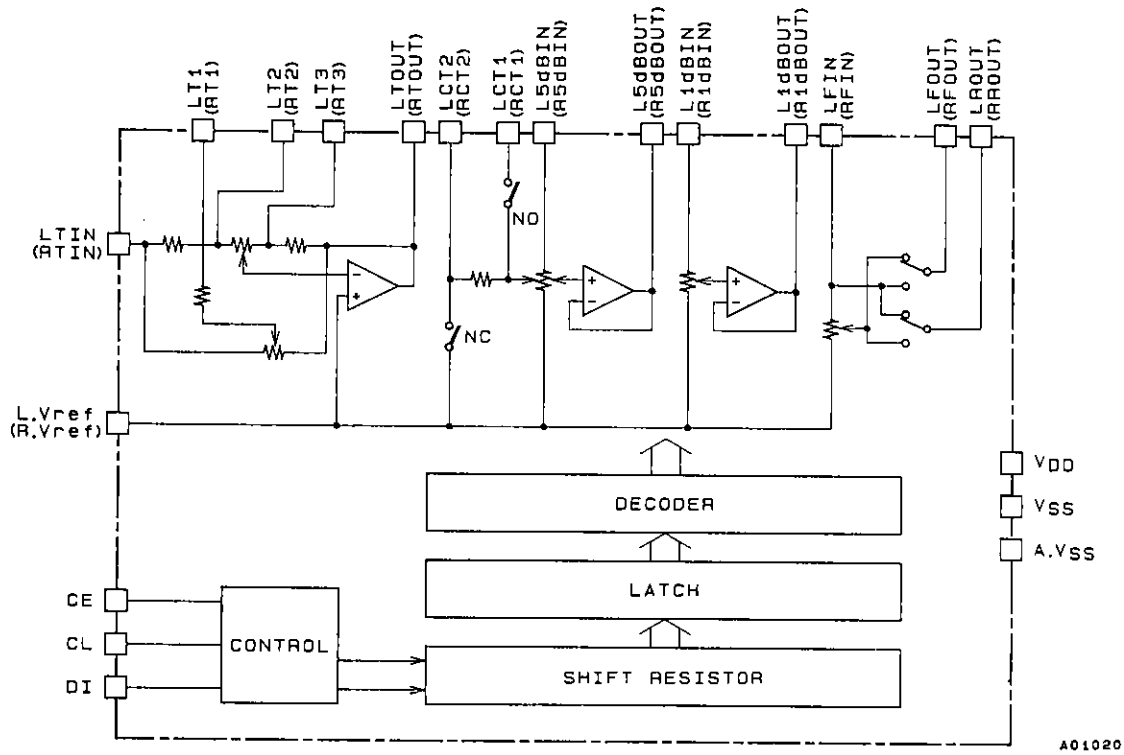 LT1
(RT1)
LT2
(RT2)
LT3
(RT3)
LTOUT
(RTOUT)
LCT2
(RCT2)
LCT1
(RCT1)
L5dBIN
(R5dBIN)
L5dBOUT
(R5dBOUT)
L1dBIN
(R1dBIN)
L1dBOUT
(R1dBOUT)
LFIN
(RFIN)
LFOUT
(RFOUT)
LROUT
(RROUT)
LTIN
(RTIN)
NO
NC
−
+
+
−
+
−
L.Vref
(R.Vref)
VDD
VSS
A.VSS
DECODER
LATCH
SHIFT RESISTOR
CONTROL
CE
CL
DI
A01020